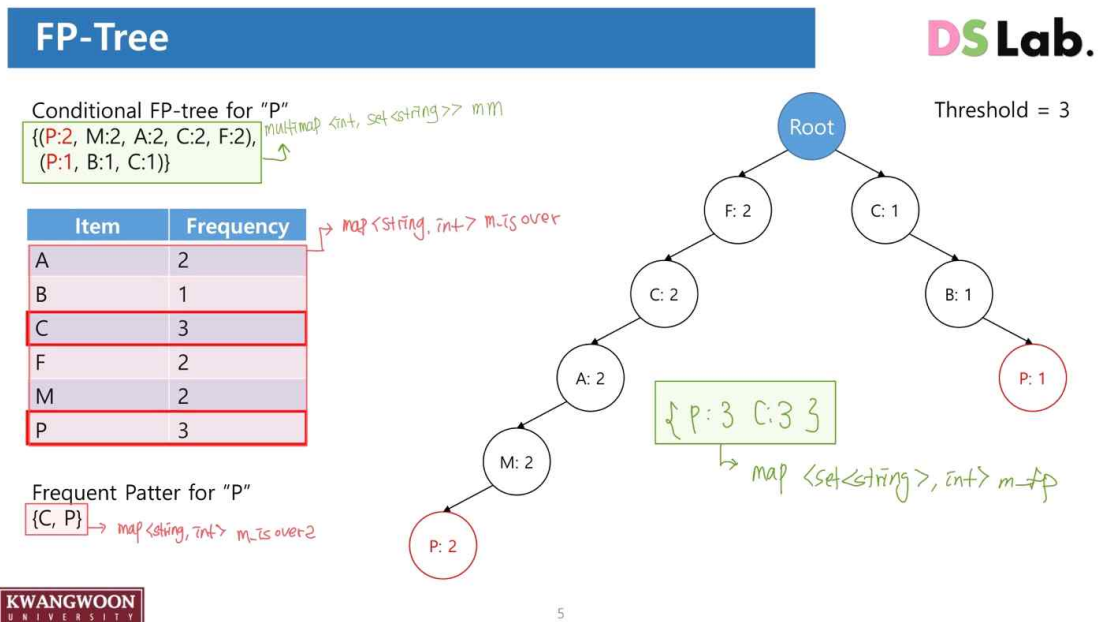 FP-Tree
DS Lab.
Conditional FP-tree for "P"
{(P:2, M:2, A:2, C:2, F:2),
(P:1, B:1, C:1)}
multimap <int, set<string>> mm
Threshold = 3
Item Frequency
A 2
B 1
C 3
F 2
M 2
P 3
map <string, int> m_is over
Root
F: 2
C: 1
C: 2
B: 1
A: 2
P: 1
M: 2
P: 2
{ P:3 C:3 }
map <set<string>, int> m_fp
Frequent Patter for "P"
{C, P}
map <string, int> m_is over2
KWANGWOON
UNIVERSITY
5